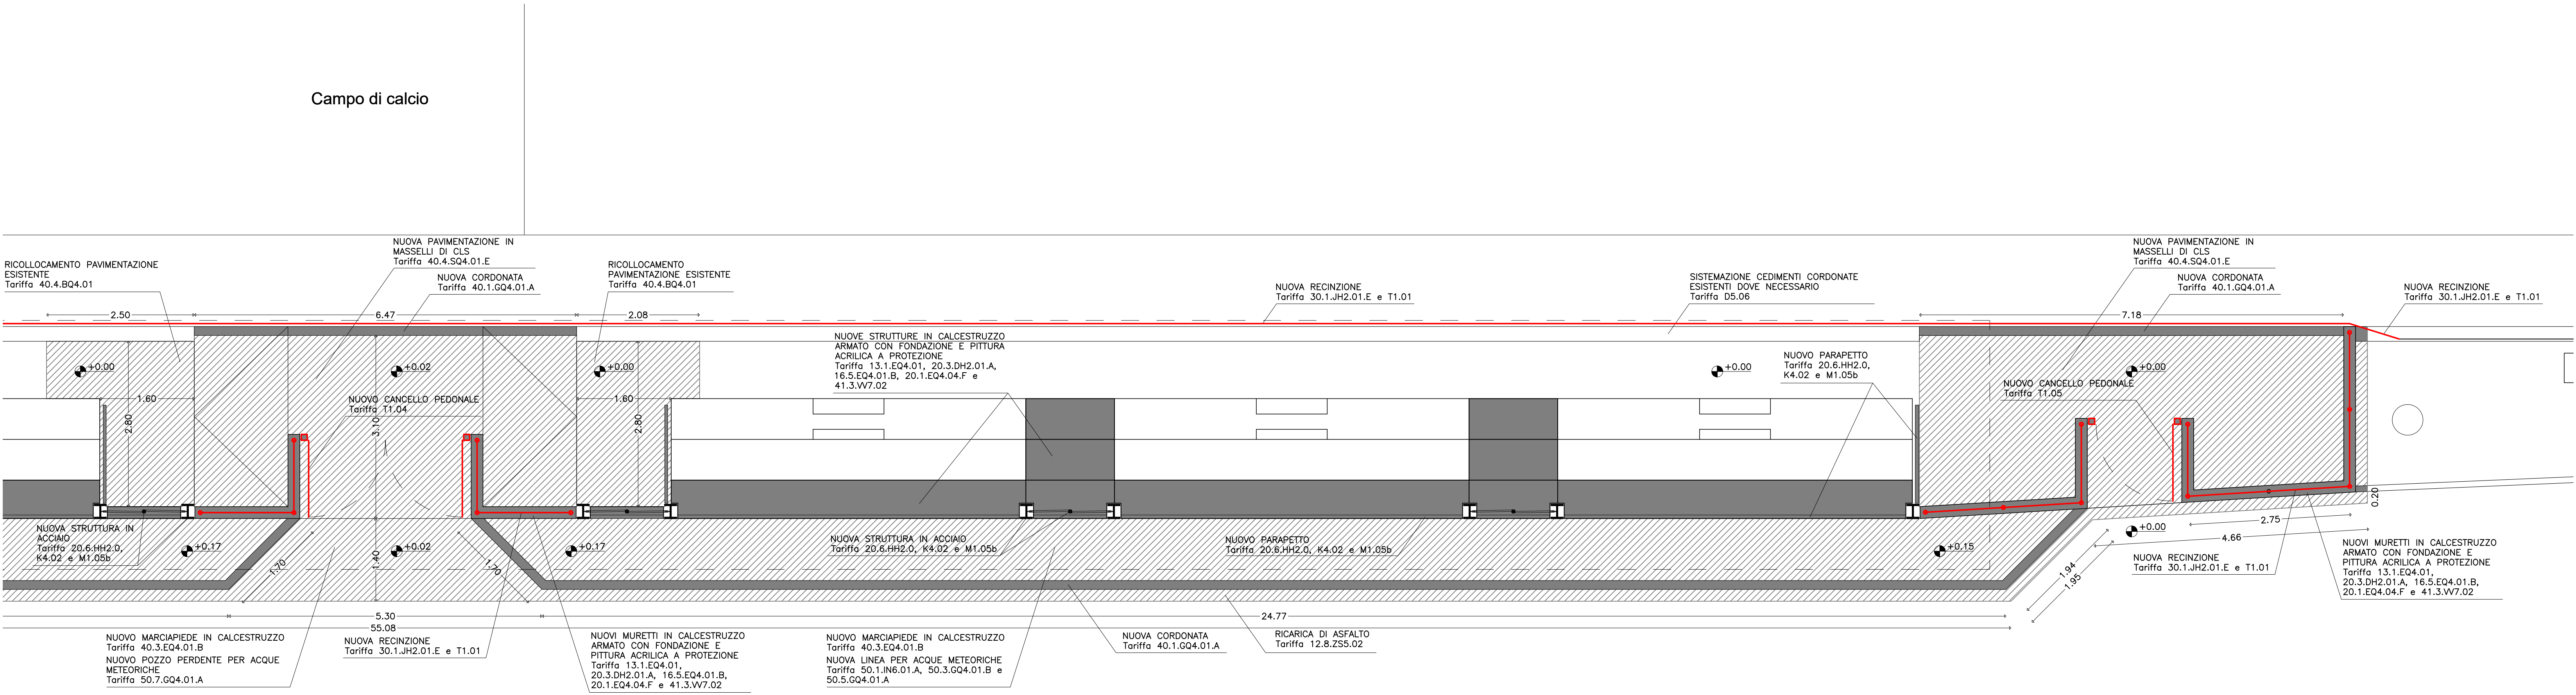 Campo di calcio
RICOLLOCAMENTO PAVIMENTAZIONE
ESISTENTE
Tariffa 40.4.BQ4.01
NUOVA PAVIMENTAZIONE IN
MASSELLI DI CLS
Tariffa 40.4.SQ4.01.E
NUOVA CORDONATA
Tariffa 40.1.GQ4.01.A
RICOLLOCAMENTO
PAVIMENTAZIONE ESISTENTE
Tariffa 40.4.BQ4.01
NUOVA RECINZIONE
Tariffa 30.1.JH2.01.E e T1.01
SISTEMAZIONE CEDIMENTI CORDONATE
ESISTENTI DOVE NECESSARIO
Tariffa D5.06
NUOVA PAVIMENTAZIONE IN
MASSELLI DI CLS
Tariffa 40.4.SQ4.01.E
NUOVA CORDONATA
Tariffa 40.1.GQ4.01.A
NUOVA RECINZIONE
Tariffa 30.1.JH2.01.E e T1.01
2.50
6.47
2.08
7.18
NUOVE STRUTTURE IN CALCESTRUZZO
ARMATO CON FONDAZIONE E PITTURA
ACRILICA A PROTEZIONE
Tariffa 13.1.EQ4.01, 20.3.DH2.01.A,
16.5.EQ4.01.B, 20.1.EQ4.04.F e
41.3.VV7.02
NUOVO PARAPETTO
Tariffa 20.6.HH2.0,
K4.02 e M1.05b
+0.00
+0.02
+0.00
+0.00
+0.00
NUOVO CANCELLO PEDONALE
Tariffa T1.04
NUOVO CANCELLO PEDONALE
Tariffa T1.05
1.60
1.60
2.80
3.10
2.80
NUOVA STRUTTURA IN
ACCIAIO
Tariffa 20.6.HH2.0,
K4.02 e M1.05b
NUOVA STRUTTURA IN ACCIAIO
Tariffa 20.6.HH2.0, K4.02 e M1.05b
NUOVO PARAPETTO
Tariffa 20.6.HH2.0, K4.02 e M1.05b
+0.17
+0.02
+0.17
+0.15
+0.00
0.20
2.75
4.66
1.70
1.40
1.70
1.94
1.95
NUOVA RECINZIONE
Tariffa 30.1.JH2.01.E e T1.01
NUOVI MURETTI IN CALCESTRUZZO
ARMATO CON FONDAZIONE E
PITTURA ACRILICA A PROTEZIONE
Tariffa 13.1.EQ4.01,
20.3.DH2.01.A, 16.5.EQ4.01.B,
20.1.EQ4.04.F e 41.3.VV7.02
5.30
24.77
55.08
NUOVO MARCIAPIEDE IN CALCESTRUZZO
Tariffa 40.3.EQ4.01.B
NUOVO POZZO PERDENTE PER ACQUE
METEORICHE
Tariffa 50.7.GQ4.01.A
NUOVA RECINZIONE
Tariffa 30.1.JH2.01.E e T1.01
NUOVI MURETTI IN CALCESTRUZZO
ARMATO CON FONDAZIONE E
PITTURA ACRILICA A PROTEZIONE
Tariffa 13.1.EQ4.01,
20.3.DH2.01.A, 16.5.EQ4.01.B,
20.1.EQ4.04.F e 41.3.VV7.02
NUOVO MARCIAPIEDE IN CALCESTRUZZO
Tariffa 40.3.EQ4.01.B
NUOVA LINEA PER ACQUE METEORICHE
Tariffa 50.1.IN6.01.A, 50.3.GQ4.01.B e
50.5.GQ4.01.A
NUOVA CORDONATA
Tariffa 40.1.GQ4.01.A
RICARICA DI ASFALTO
Tariffa 12.8.ZS5.02